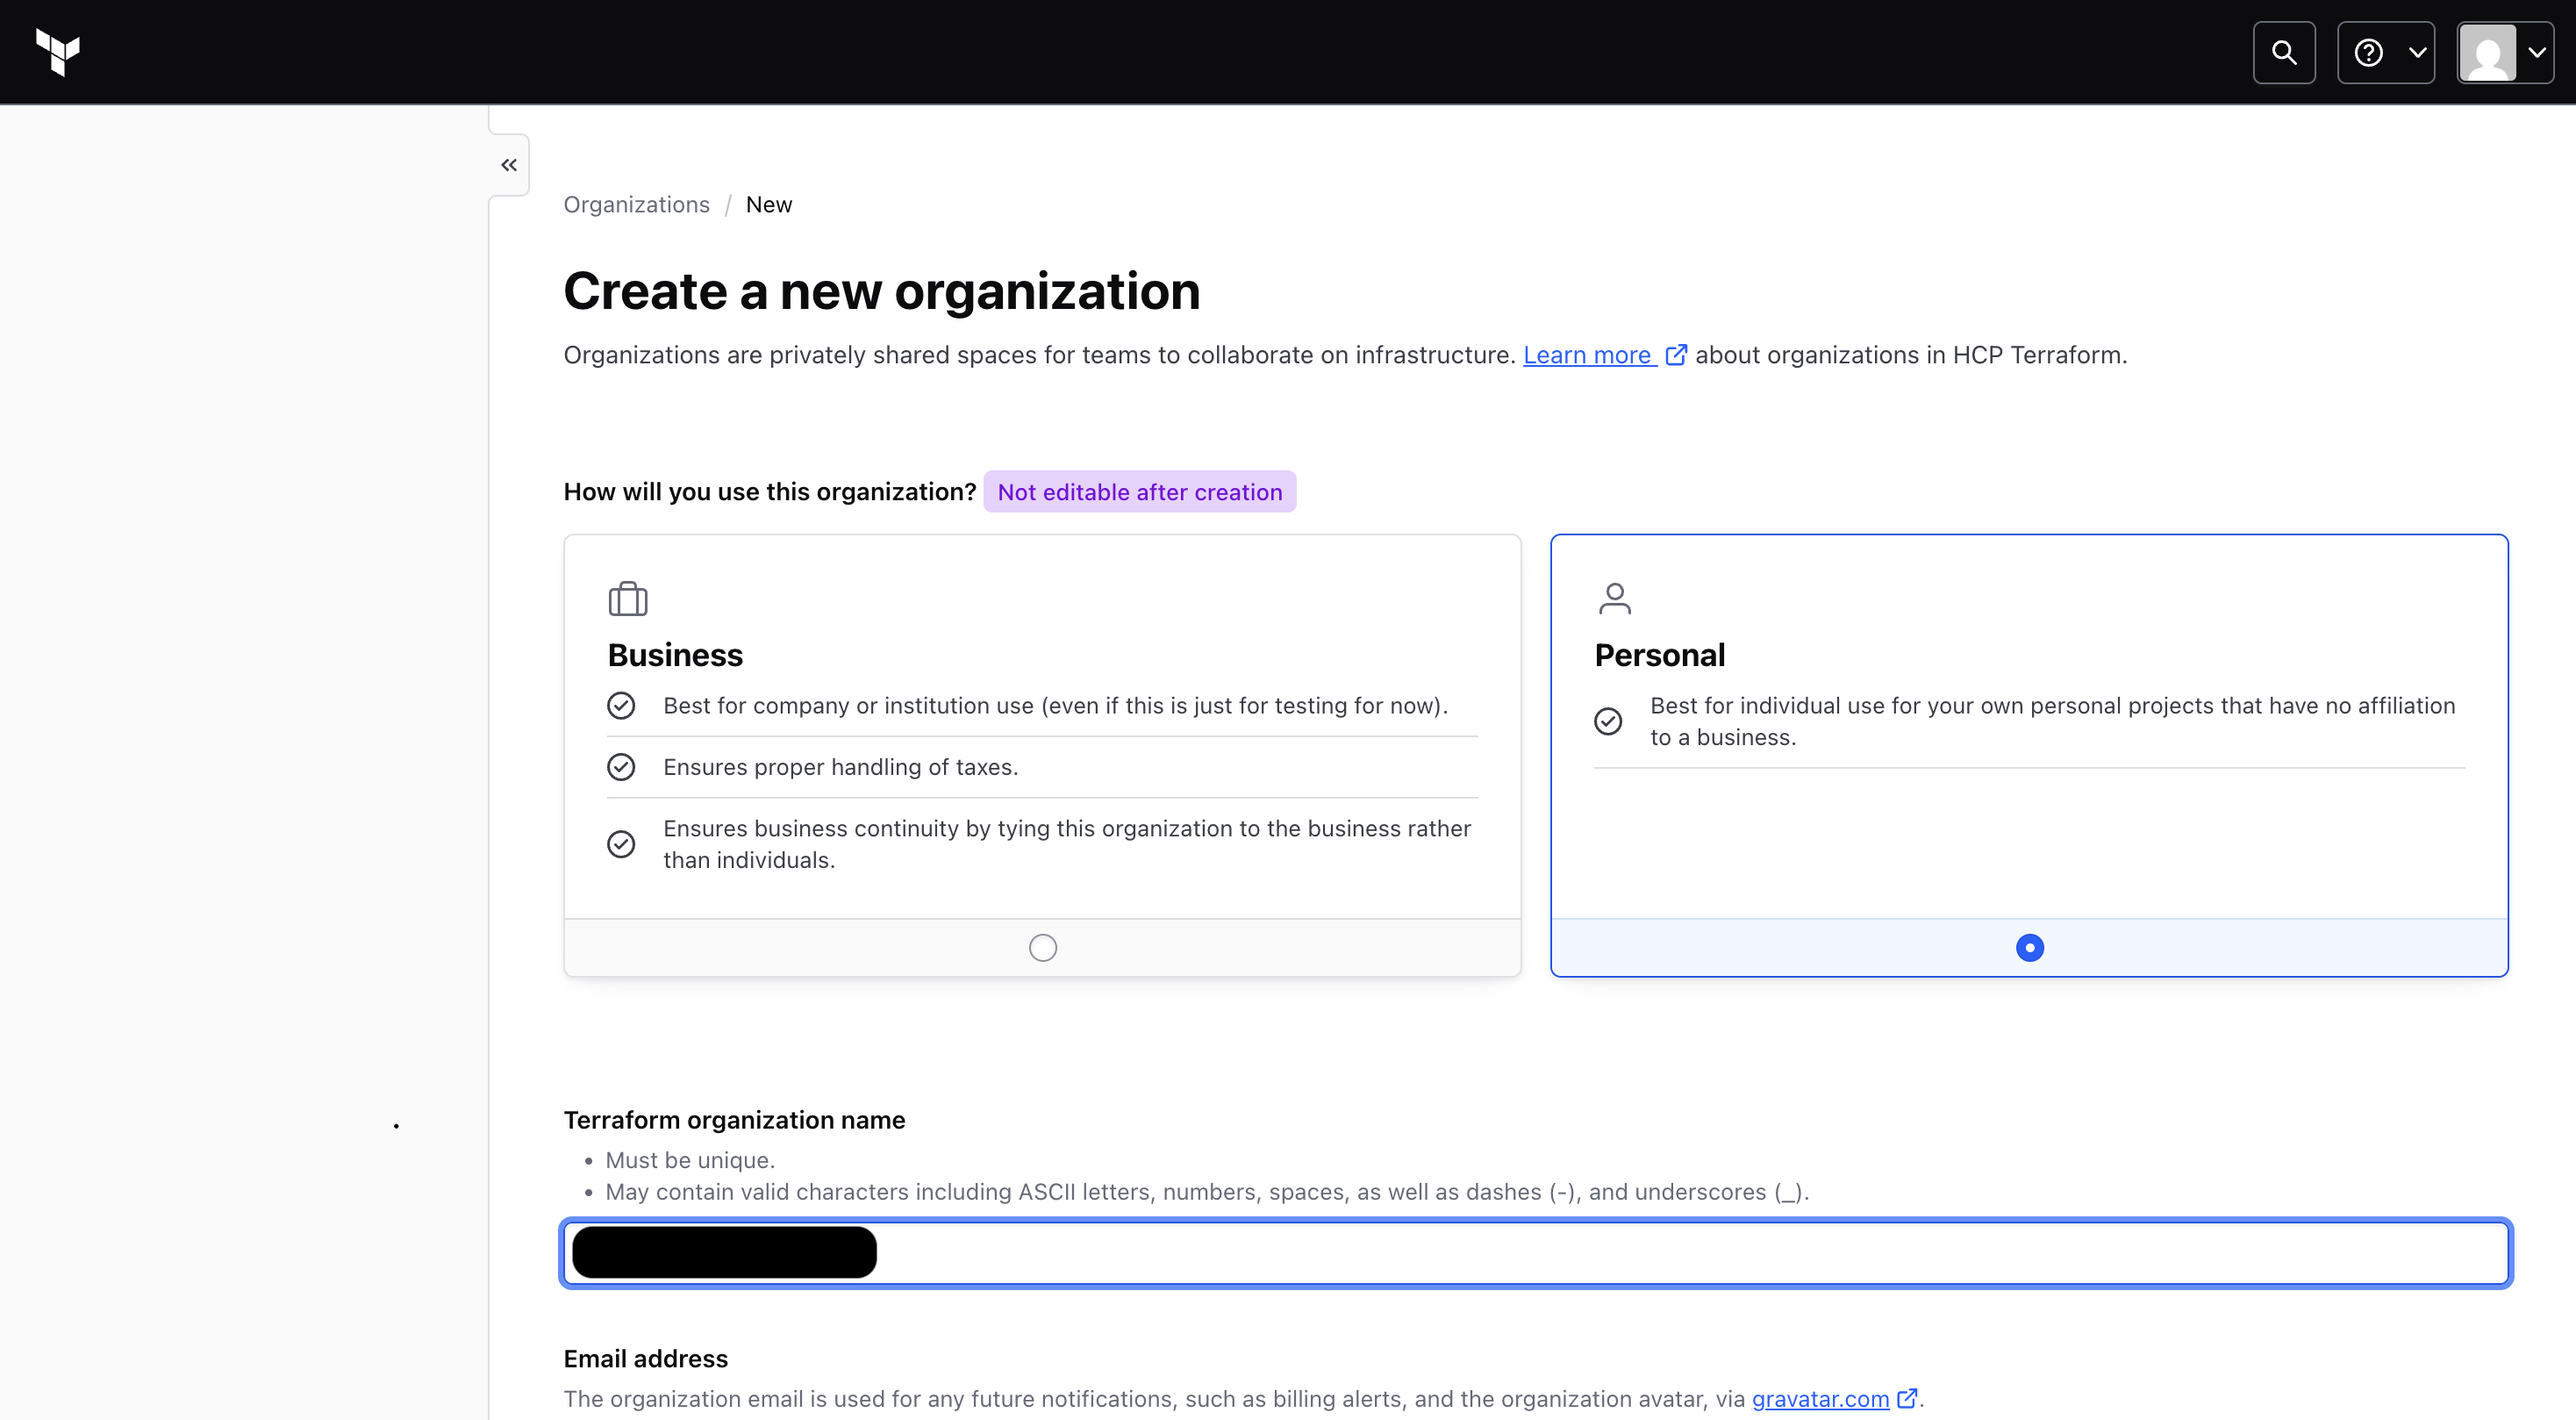 Organizations / New
Create a new organization
Organizations are privately shared spaces for teams to collaborate on infrastructure. Learn more about organizations in HCP Terraform.
How will you use this organization? Not editable after creation
Business
Best for company or institution use (even if this is just for testing for now).
Ensures proper handling of taxes.
Ensures business continuity by tying this organization to the business rather
than individuals.
Personal
Best for individual use for your own personal projects that have no affiliation
to a business.
Terraform organization name
• Must be unique.
• May contain valid characters including ASCII letters, numbers, spaces, as well as dashes (-), and underscores (_).
Email address
The organization email is used for any future notifications, such as billing alerts, and the organization avatar, via gravatar.com.